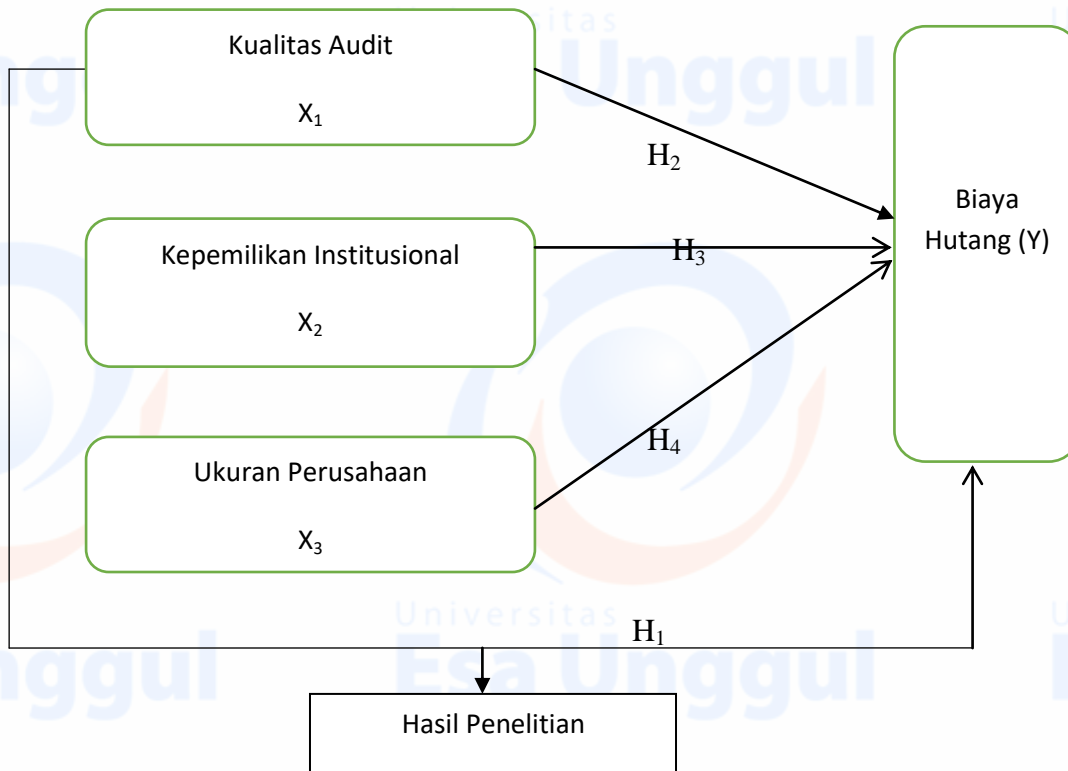 Kualitas Audit
X₁
H₂
Kepemilikan Institusional
X₂
H₃
Biaya
Hutang (Y)
Ukuran Perusahaan
X₃
H₄
H₁
Hasil Penelitian
Universitas
Esa Unggul